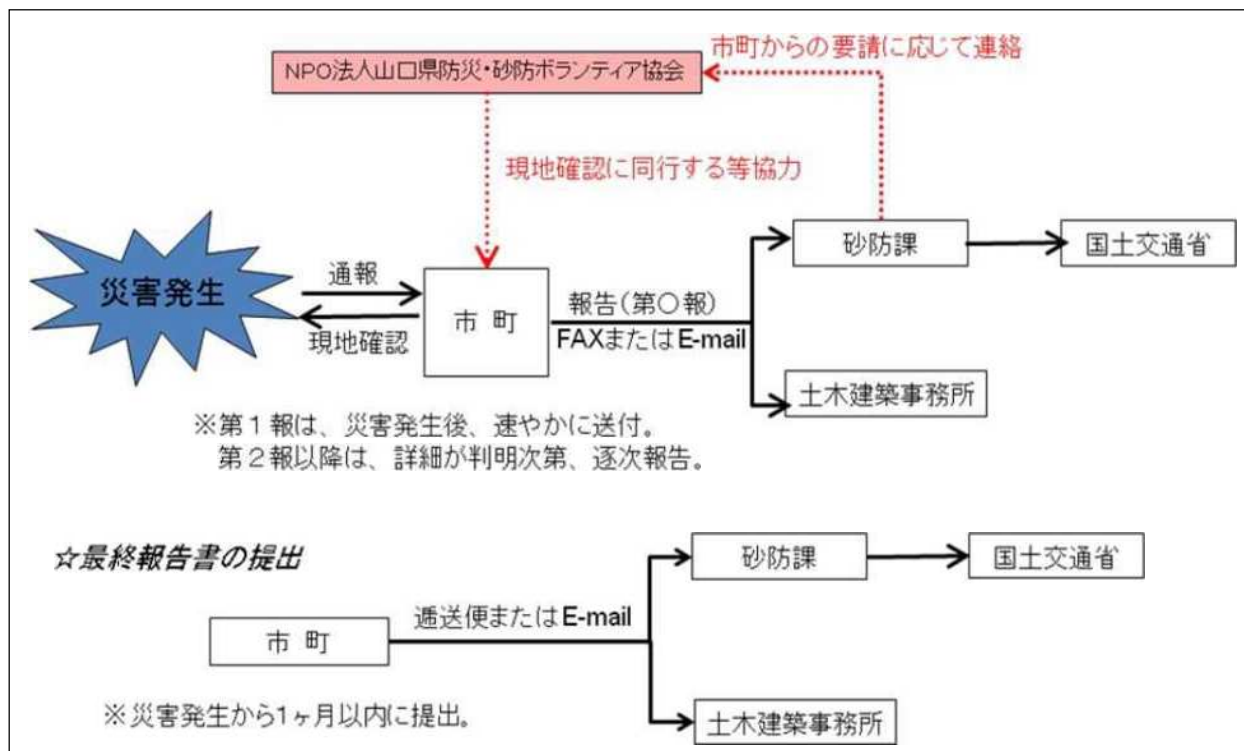 市町からの要請に応じて連絡
NPO法人山口県防災・砂防ボランティア協会
現地確認に同行する等協力
災害発生
通報
現地確認
市 町
報告(第〇報)
FAXまたはE-mail
砂防課
国土交通省
土木建築事務所
※第１報は、災害発生後、速やかに送付。
第２報以降は、詳細が判明次第、逐次報告。
☆最終報告書の提出
市 町
逓送便またはE-mail
砂防課
国土交通省
土木建築事務所
※災害発生から1ヶ月以内に提出。